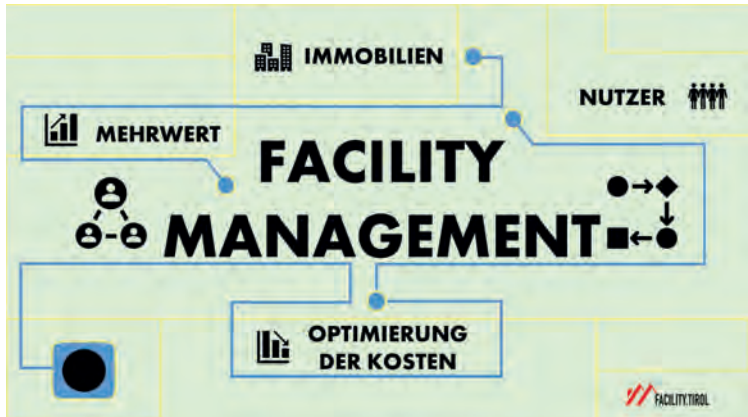 IMMOBILIEN
NUTZER
MEHRWERT
FACILITY
MANAGEMENT
OPTIMIERUNG
DER KOSTEN
FACILITY.TIROL